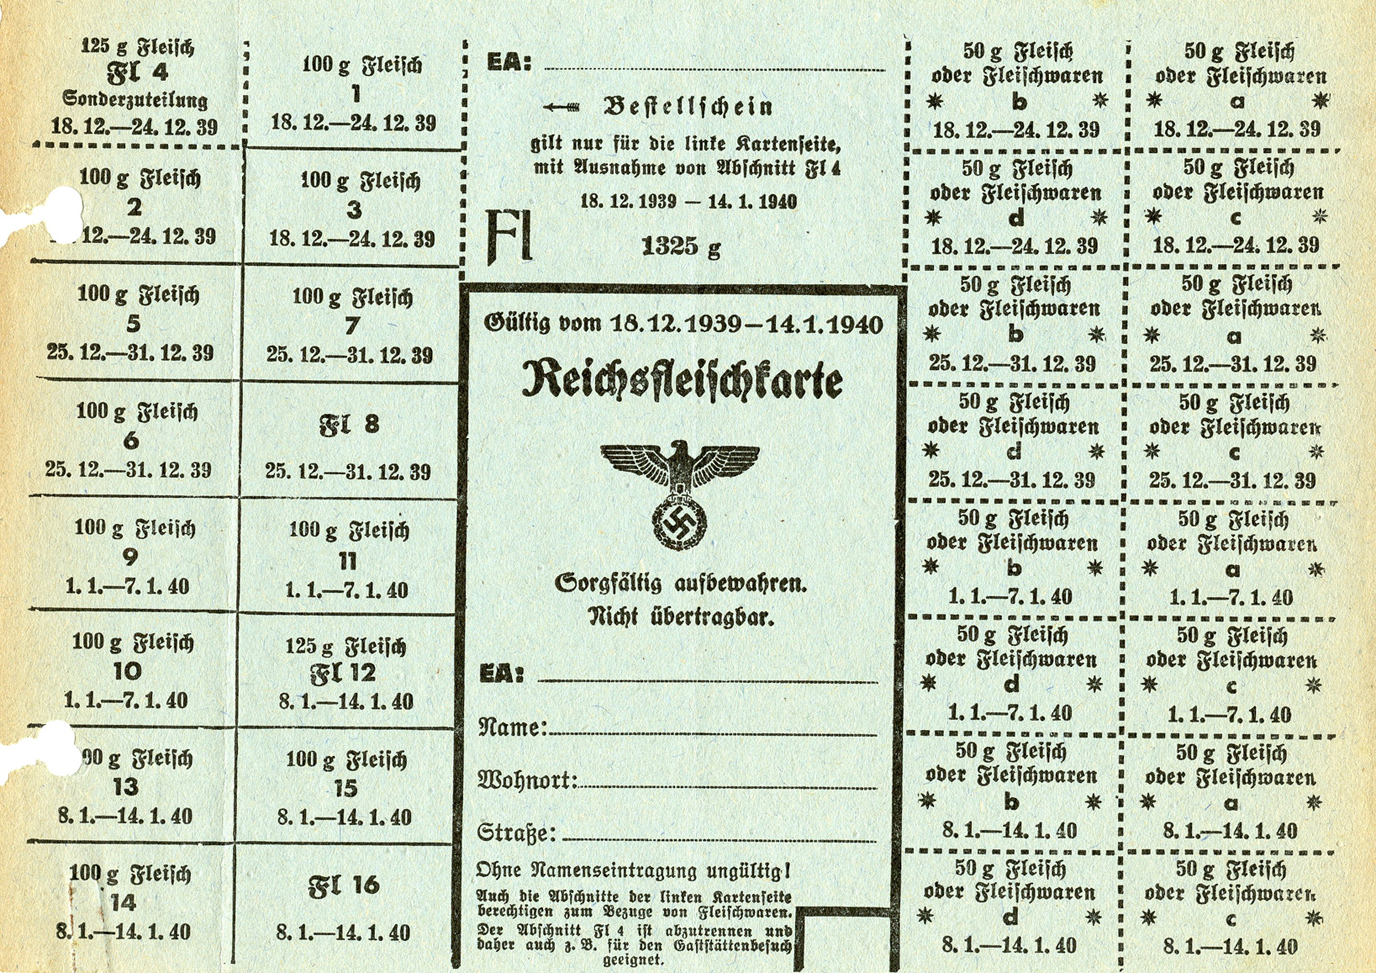 125 g Fleisch
Fl 4
Sonderzuteilung
18. 12.—24. 12. 39
100 g Fleisch
1
18. 12.—24. 12. 39
100 g Fleisch
2
12.—24. 12. 39
100 g Fleisch
3
18. 12.—24. 12. 39
100 g Fleisch
5
25. 12.—31. 12. 39
100 g Fleisch
7
25. 12.—31. 12. 39
100 g Fleisch
6
25. 12.—31. 12. 39
Fl 8
25. 12.—31. 12. 39
100 g Fleisch
9
1. 1.—7. 1. 40
100 g Fleisch
11
1. 1.—7. 1. 40
100 g Fleisch
10
1. 1.—7. 1. 40
125 g Fleisch
Fl 12
8. 1.—14. 1. 40
00 g Fleisch
13
8. 1.—14. 1. 40
100 g Fleisch
15
8. 1.—14. 1. 40
100 g Fleisch
14
8. 1.—14. 1. 40
Fl 16
8. 1.—14. 1. 40
EA:
Bestellschein
gilt nur für die linke Kartenseite,
mit Ausnahme von Abschnitt Fl 4
18. 12. 1939 — 14. 1. 1940
Fl
1325 g
Gültig vom 18.12.1939—14.1.1940
Reichsfleischkarte
Sorgfältig aufbewahren.
Nicht übertragbar.
EA:
Name:
Wohnort:
Straße:
Ohne Namenseintragung ungültig!
Auch die Abschnitte der linken Kartenseite
berechtigen zum Bezuge von Fleischwaren.
Der Abschnitt Fl 4 ist abzutrennen und
daher auch z. B. für den Gaststättenbesuch
geeignet.
50 g Fleisch
oder Fleischwaren
b
18. 12.—24. 12. 39
50 g Fleisch
oder Fleischwaren
a
18. 12.—24. 12. 39
50 g Fleisch
oder Fleischwaren
d
18. 12.—24. 12. 39
50 g Fleisch
oder Fleischwaren
c
18. 12.—24. 12. 39
50 g Fleisch
oder Fleischwaren
b
25. 12.—31. 12. 39
50 g Fleisch
oder Fleischwaren
a
25. 12.—31. 12. 39
50 g Fleisch
oder Fleischwaren
d
25. 12.—31. 12. 39
50 g Fleisch
oder Fleischwaren
c
25. 12.—31. 12. 39
50 g Fleisch
oder Fleischwaren
b
1. 1.—7. 1. 40
50 g Fleisch
oder Fleischwaren
a
1. 1.—7. 1. 40
50 g Fleisch
oder Fleischwaren
d
1. 1.—7. 1. 40
50 g Fleisch
oder Fleischwaren
c
1. 1.—7. 1. 40
50 g Fleisch
oder Fleischwaren
b
8. 1.—14. 1. 40
50 g Fleisch
oder Fleischwaren
a
8. 1.—14. 1. 40
50 g Fleisch
oder Fleischwaren
d
8. 1.—14. 1. 40
50 g Fleisch
oder Fleischwaren
c
8. 1.—14. 1. 40